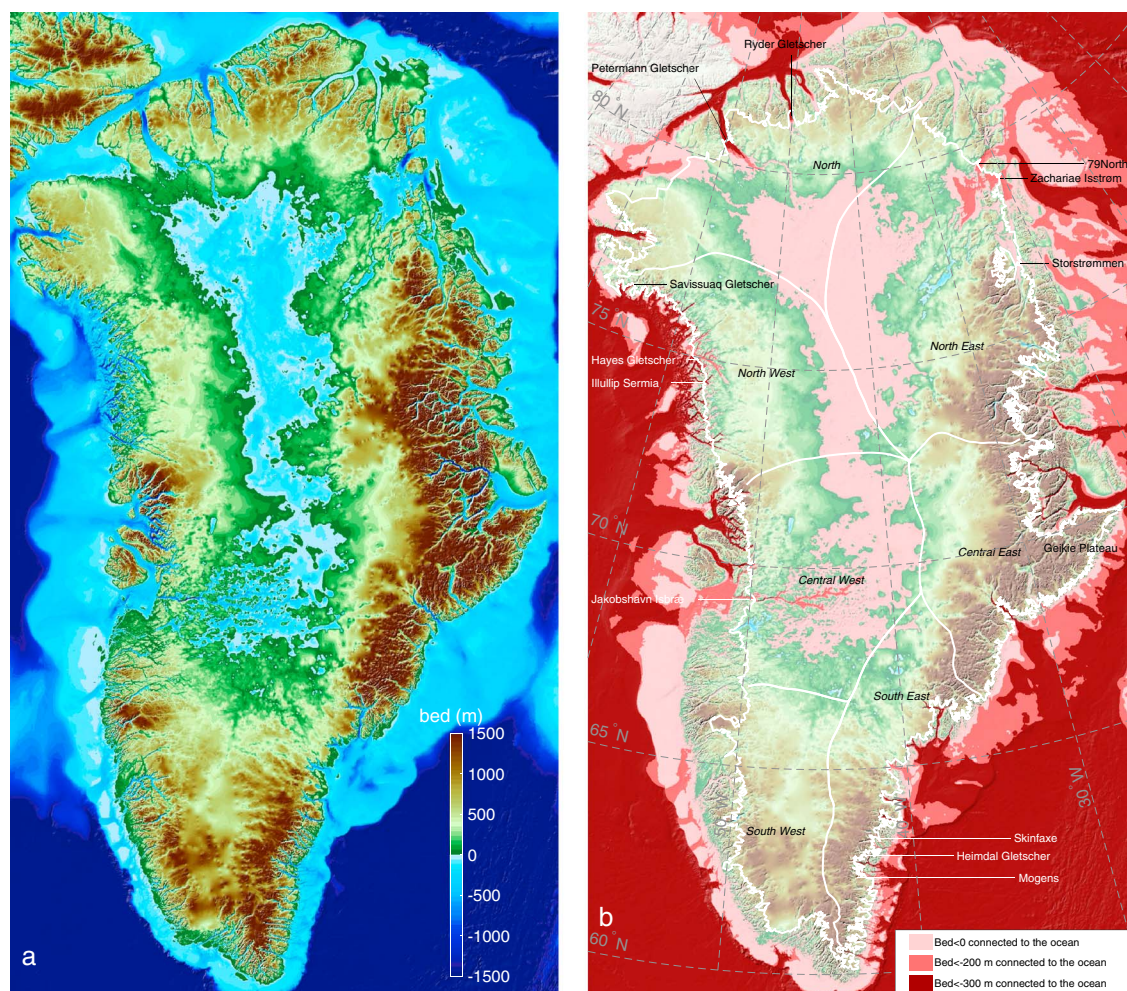 bed (m)
1500
1000
500
0
-500
-1000
-1500
a
Ryder Gletscher
Petermann Gletscher
80°N
North
79North
Zachariae Isstrøm
Storstrømmen
Savissuaq Gletscher
75°N
North East
Hayes Gletscher
North West
Illullip Sermia
70°N
Central East
Geikie Plateau
Central West
Jakobshavn Isbræ
South East
65°N
30°W
South West
Skinfaxe
Heimdal Gletscher
Mogens
b
60°N
Bed<0 connected to the ocean
Bed<-200 m connected to the ocean
Bed<-300 m connected to the ocean